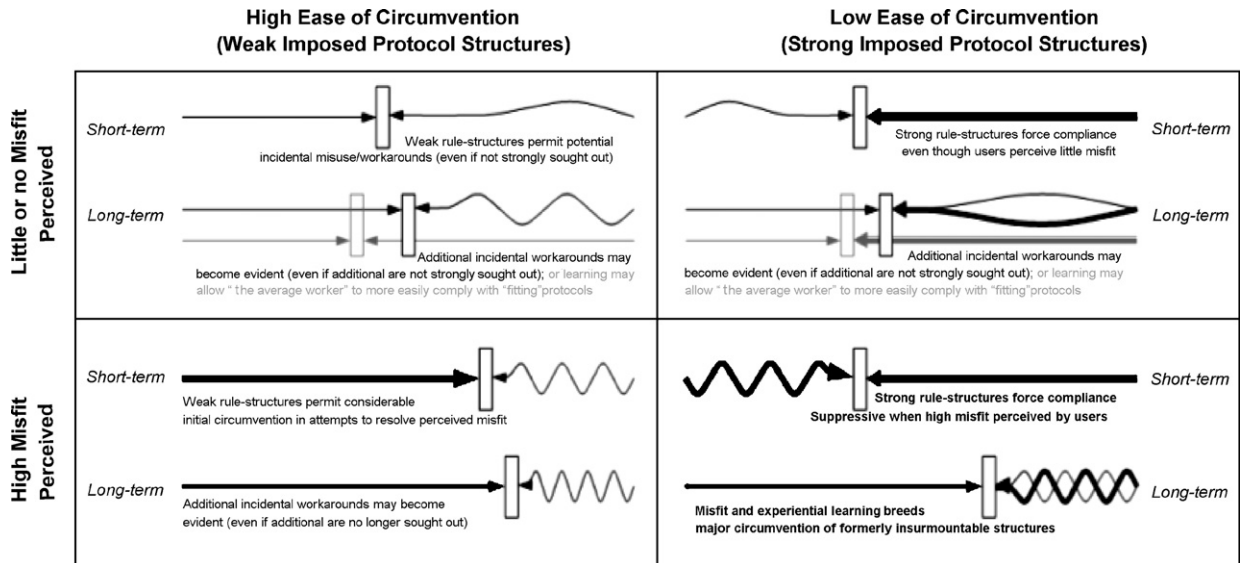 High Ease of Circumvention
(Weak Imposed Protocol Structures)
Low Ease of Circumvention
(Strong Imposed Protocol Structures)
Little or no Misfit
Perceived
Short-term
Weak rule-structures permit potential
incidental misuse/workarounds (even if not strongly sought out)
Long-term
Additional incidental workarounds may
become evident (even if additional are not strongly sought out); or learning may
allow “ the average worker” to more easily comply with “fitting”protocols
Short-term
Strong rule-structures force compliance
even though users perceive little misfit
Long-term
Additional incidental workarounds may
become evident (even if additional are not strongly sought out); or learning may
allow “ the average worker” to more easily comply with “fitting”protocols
High Misfit
Perceived
Short-term
Weak rule-structures permit considerable
initial circumvention in attempts to resolve perceived misfit
Long-term
Additional incidental workarounds may become
evident (even if additional are no longer sought out)
Short-term
Strong rule-structures force compliance
Suppressive when high misfit perceived by users
Long-term
Misfit and experiential learning breeds
major circumvention of formerly insurmountable structures